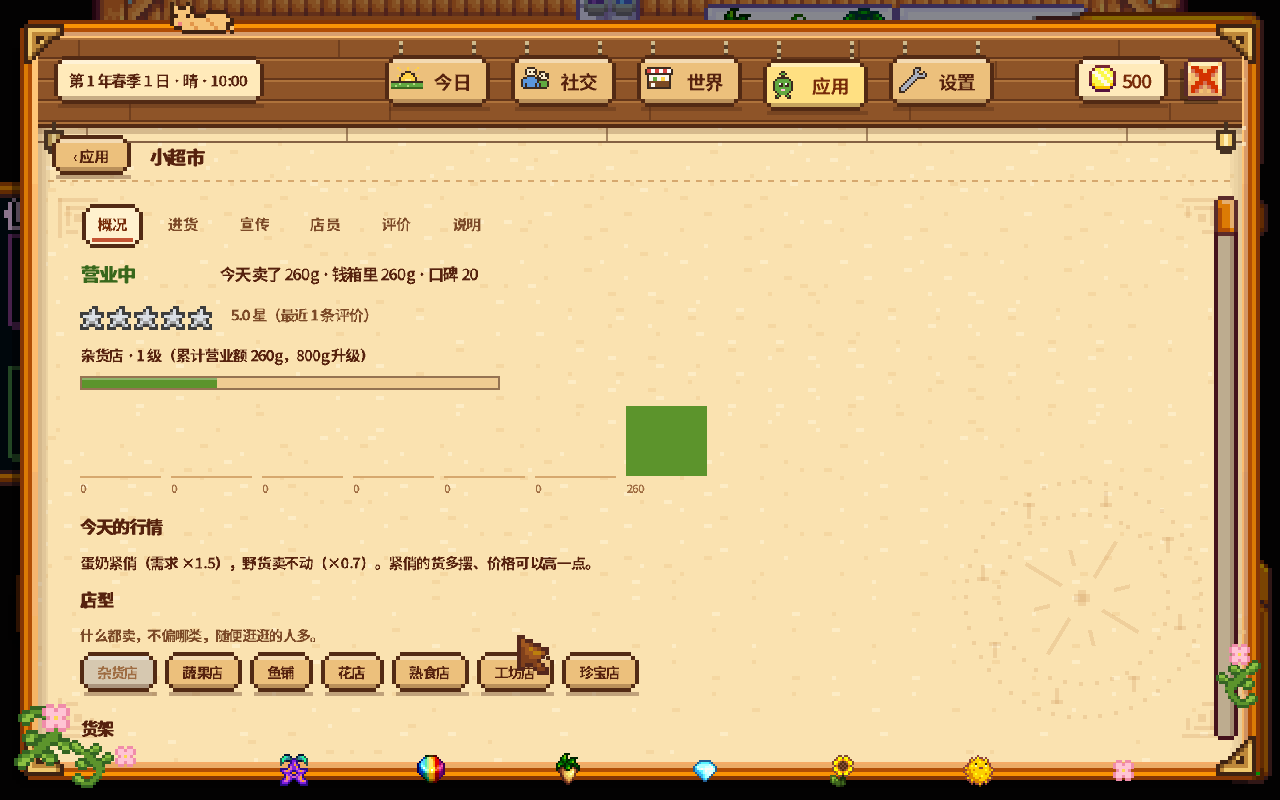 第1年春季1日·晴·10:00
今日
社交
世界
应用
设置
500
‹应用
小超市
概况
进货
宣传
店员
评价
说明
营业中
今天卖了 260g · 钱箱里 260g · 口碑 20
5.0 星（最近 1 条评价）
杂货店 · 1 级（累计营业额 260g，800g升级）
0 0 0 0 0 0 260
今天的行情
蛋奶紧俏（需求 ×1.5），野货卖不动（×0.7）。紧俏的货多摆、价格可以高一点。
店型
什么都卖，不偏哪类，随便逛逛的人多。
杂货店
蔬果店
鱼铺
花店
熟食店
工坊店
珍宝店
货架